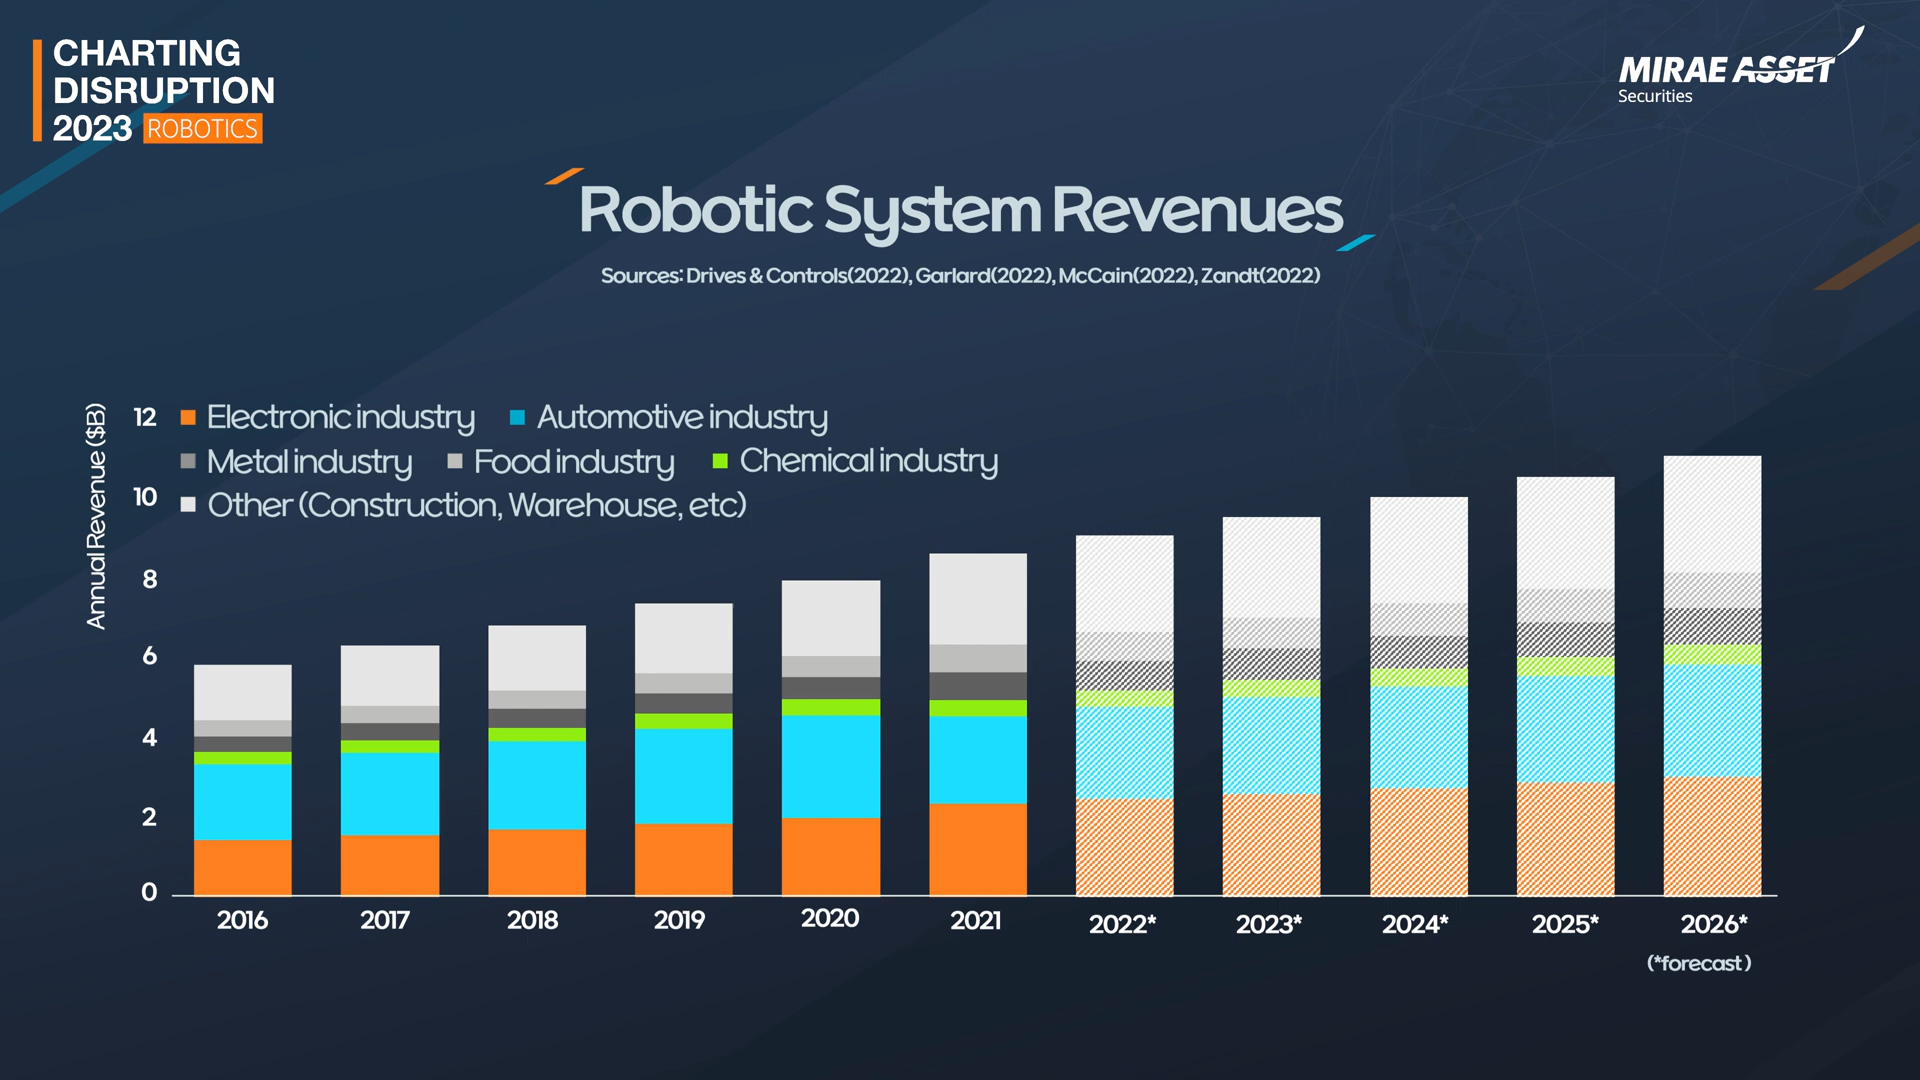 CHARTING
DISRUPTION
2023 ROBOTICS
MIRAE ASSET
Securities
Robotic System Revenues
Sources: Drives & Controls(2022), Garlard(2022), McCain(2022), Zandt(2022)
Annual Revenue ($B)
12
10
8
6
4
2
0
Electronic industry Automotive industry
Metal industry Food industry Chemical industry
Other (Construction, Warehouse, etc)
2016 2017 2018 2019 2020 2021 2022* 2023* 2024* 2025* 2026*
(*forecast)